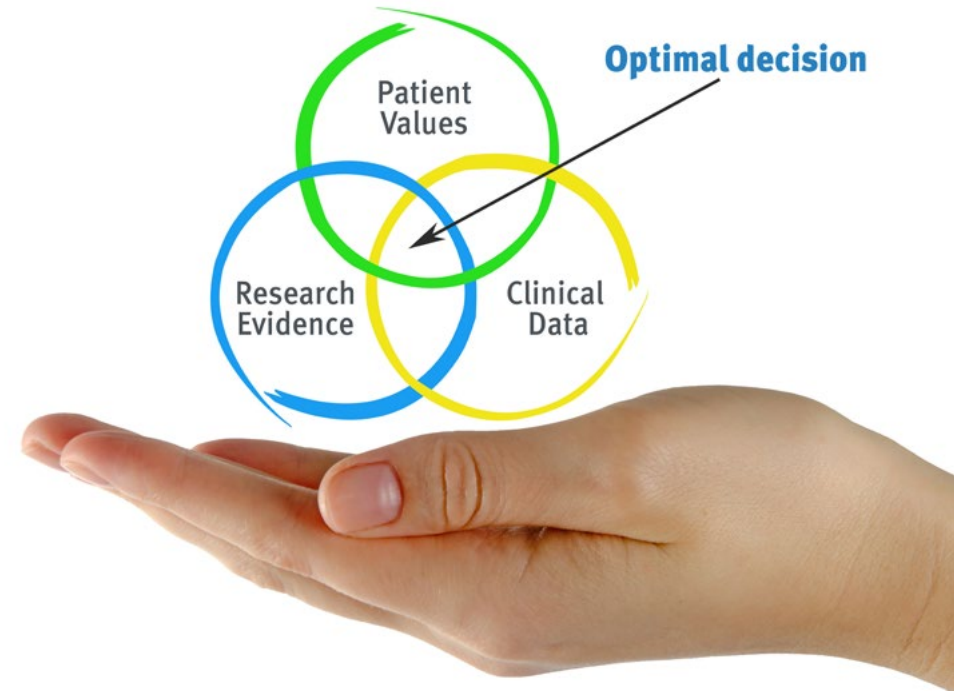 Optimal decision
Patient
Values
Research
Evidence
Clinical
Data